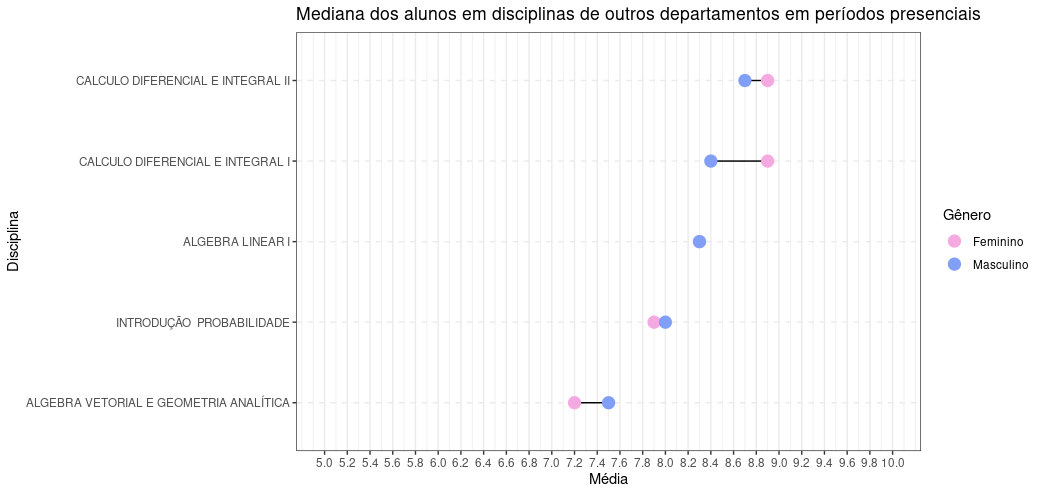 Mediana dos alunos em disciplinas de outros departamentos em períodos presenciais
Disciplina
CALCULO DIFERENCIAL E INTEGRAL II
CALCULO DIFERENCIAL E INTEGRAL I
ALGEBRA LINEAR I
INTRODUÇÃO  PROBABILIDADE
ALGEBRA VETORIAL E GEOMETRIA ANALÍTICA
5.0 5.2 5.4 5.6 5.8 6.0 6.2 6.4 6.6 6.8 7.0 7.2 7.4 7.6 7.8 8.0 8.2 8.4 8.6 8.8 9.0 9.2 9.4 9.6 9.8 10.0
Média
Gênero
Feminino
Masculino